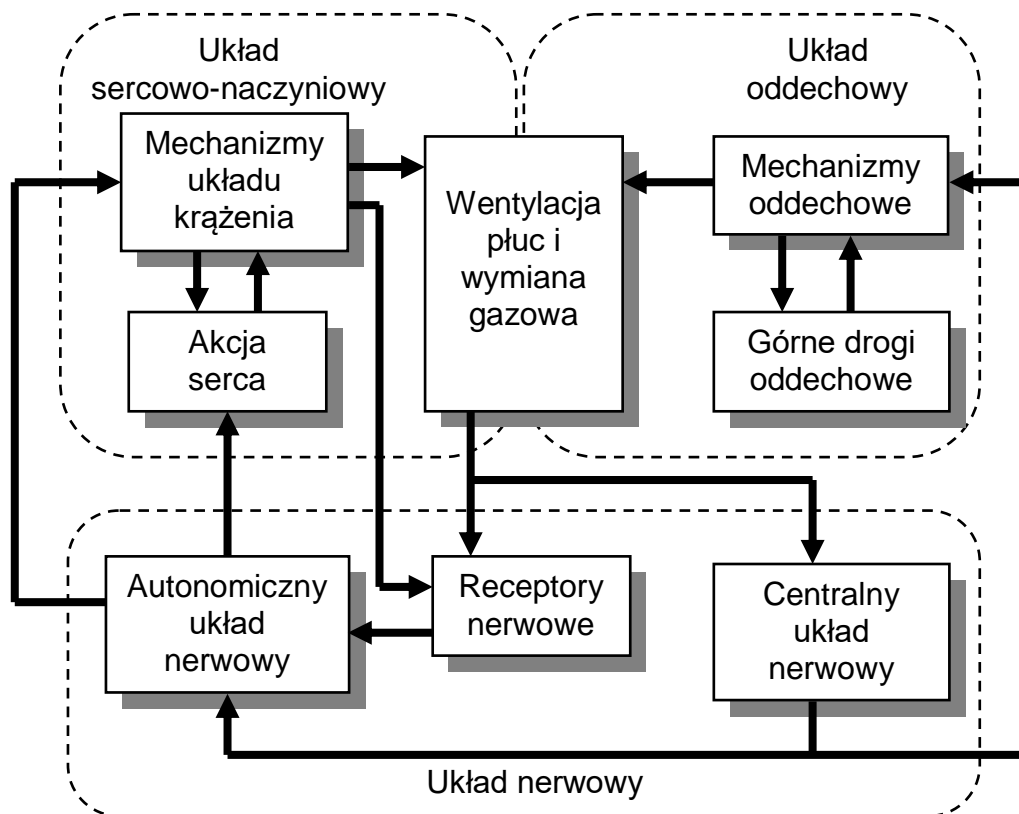 Układ
sercowo-naczyniowy
Układ
oddechowy
Mechanizmy
układu
krążenia
Wentylacja
płuc i
wymiana
gazowa
Mechanizmy
oddechowe
Akcja
serca
Górne drogi
oddechowe
Autonomiczny
układ
nerwowy
Receptory
nerwowe
Centralny
układ
nerwowy
Układ nerwowy